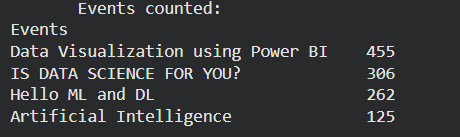 Events counted:
Events
Data Visualization using Power BI    455
IS DATA SCIENCE FOR YOU?             306
Hello ML and DL                      262
Artificial Intelligence              125